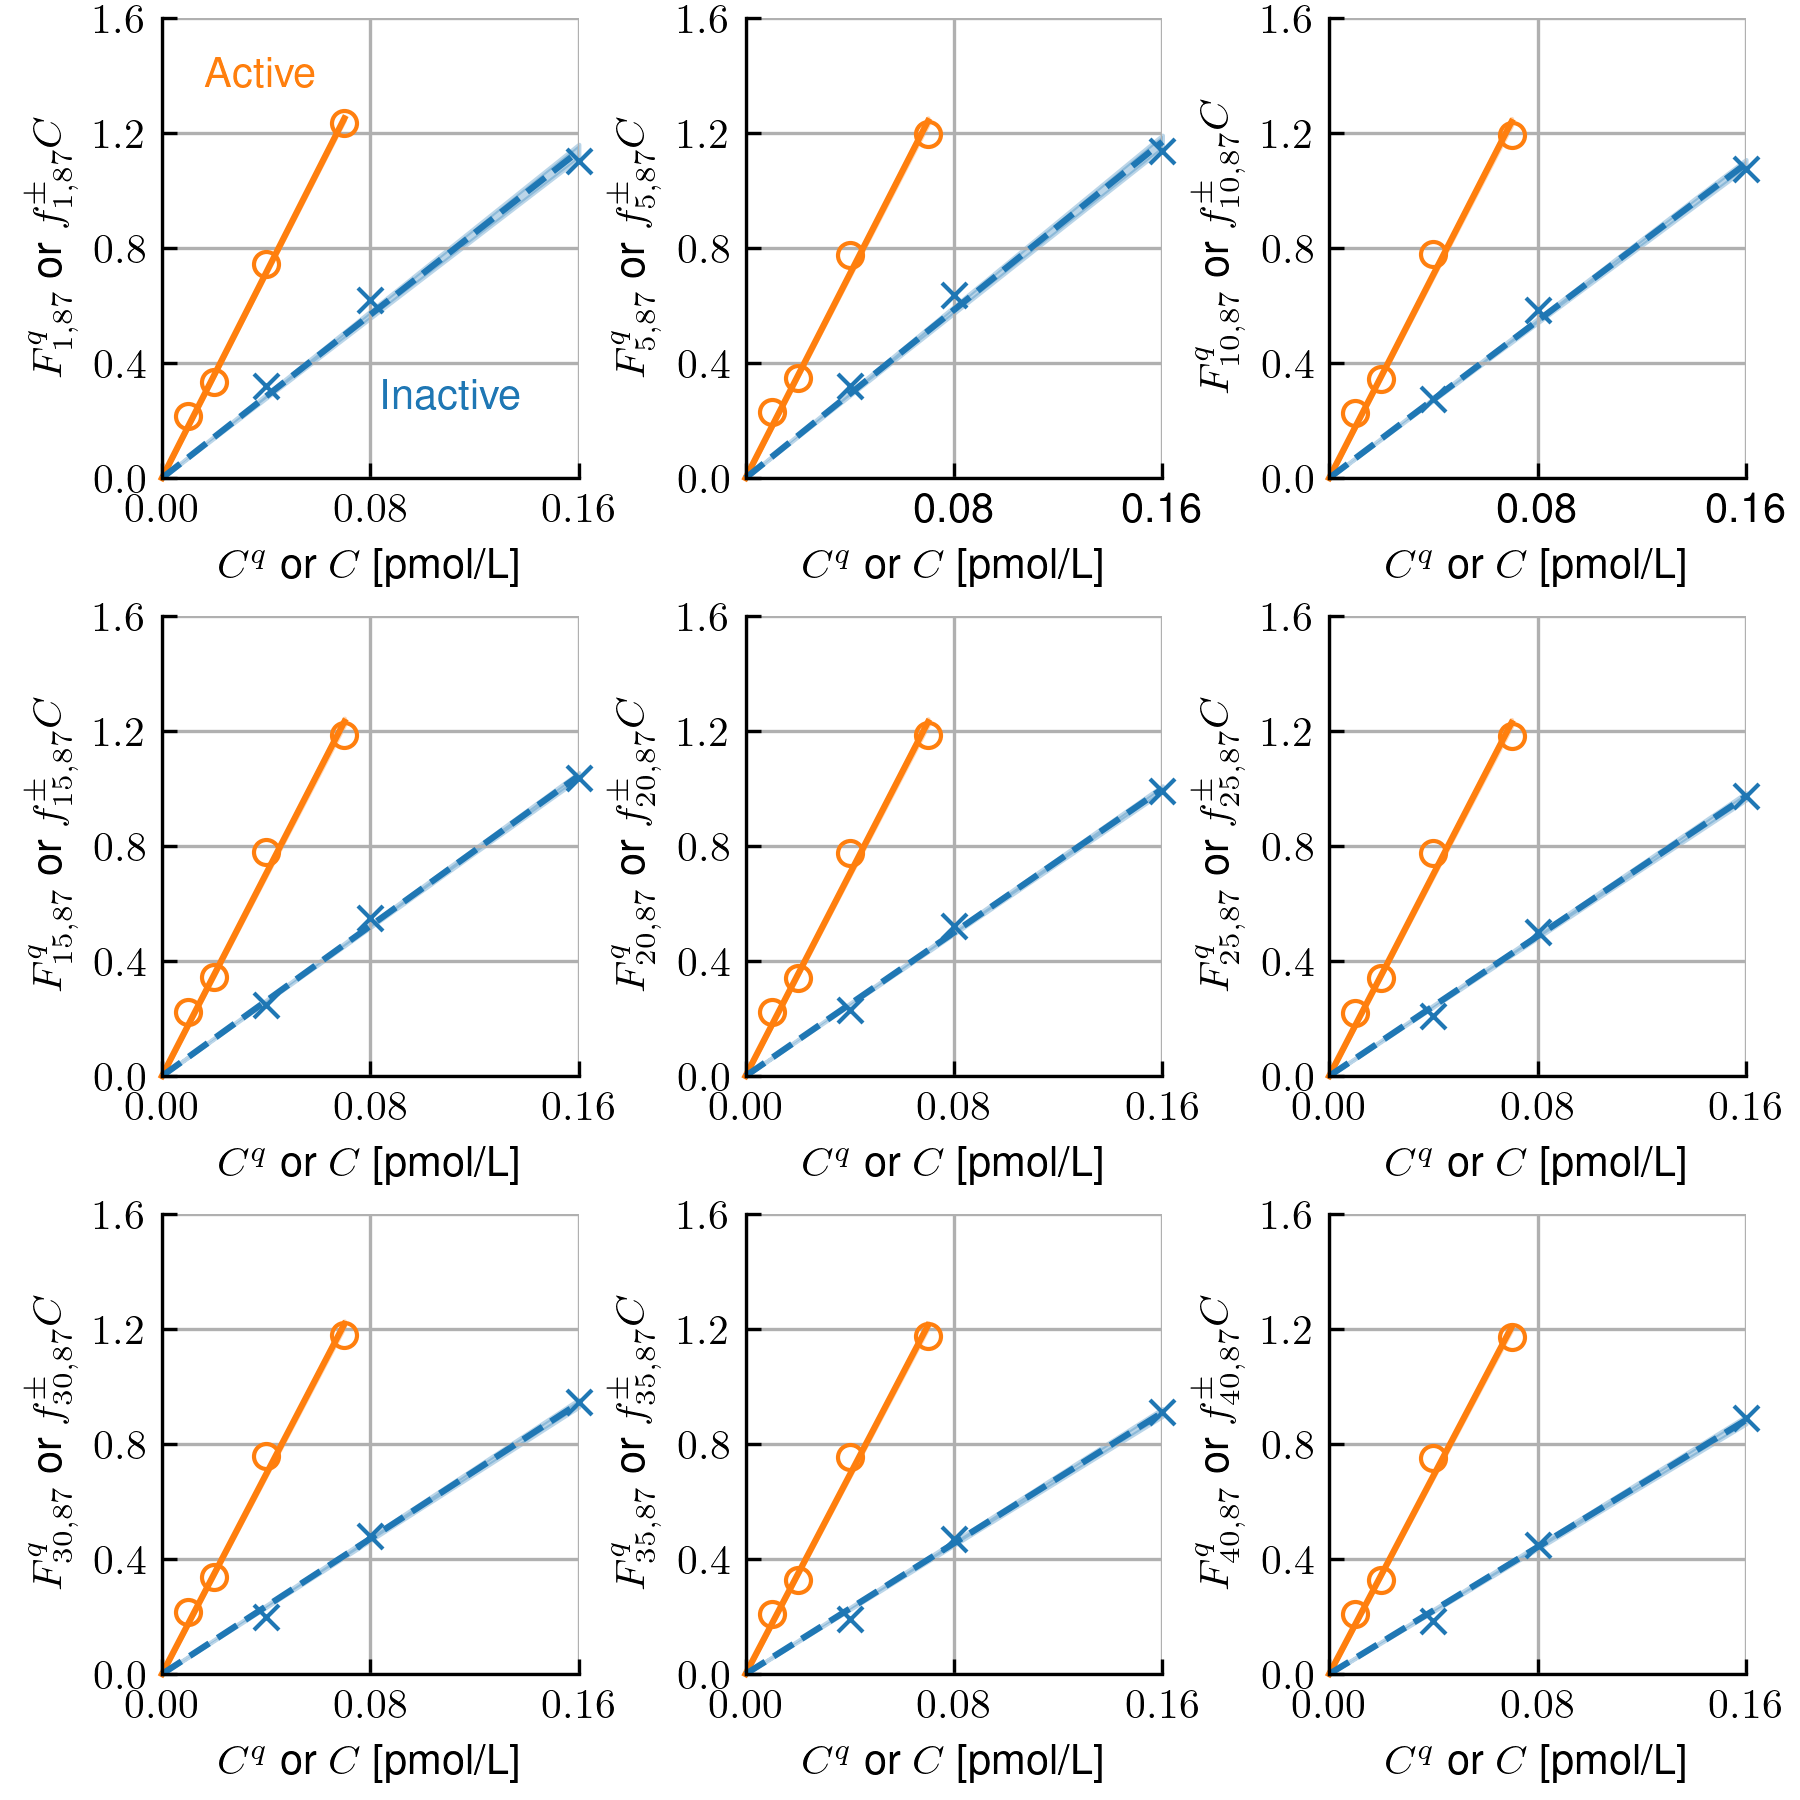 1.6
1.2
0.8
0.4
0.0
0.00 0.08 0.16
Active
Inactive
F^q_{1,87} or f^±_{1,87}C
C^q or C [pmol/L]
1.6
1.2
0.8
0.4
0.0
0.08 0.16
F^q_{5,87} or f^±_{5,87}C
C^q or C [pmol/L]
1.6
1.2
0.8
0.4
0.0
0.08 0.16
F^q_{10,87} or f^±_{10,87}C
C^q or C [pmol/L]
1.6
1.2
0.8
0.4
0.0
0.00 0.08 0.16
F^q_{15,87} or f^±_{15,87}C
C^q or C [pmol/L]
1.6
1.2
0.8
0.4
0.0
0.00 0.08 0.16
F^q_{20,87} or f^±_{20,87}C
C^q or C [pmol/L]
1.6
1.2
0.8
0.4
0.0
0.00 0.08 0.16
F^q_{25,87} or f^±_{25,87}C
C^q or C [pmol/L]
1.6
1.2
0.8
0.4
0.0
0.00 0.08 0.16
F^q_{30,87} or f^±_{30,87}C
C^q or C [pmol/L]
1.6
1.2
0.8
0.4
0.0
0.00 0.08 0.16
F^q_{35,87} or f^±_{35,87}C
C^q or C [pmol/L]
1.6
1.2
0.8
0.4
0.0
0.00 0.08 0.16
F^q_{40,87} or f^±_{40,87}C
C^q or C [pmol/L]